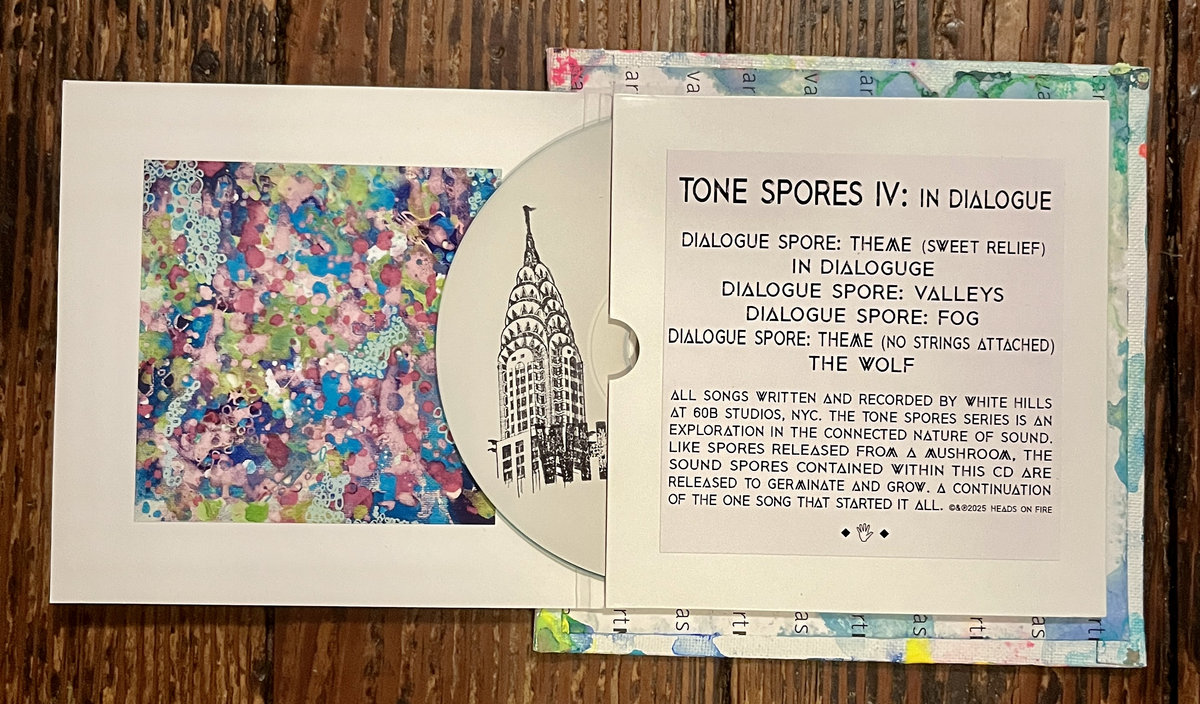 TONE SPORES IV: IN DIALOGUE
DIALOGUE SPORE: THEME (SWEET RELIEF)
IN DIALOGUGE
DIALOGUE SPORE: VALLEYS
DIALOGUE SPORE: FOG
DIALOGUE SPORE: THEME (NO STRINGS ATTACHED)
THE WOLF
ALL SONGS WRITTEN AND RECORDED BY WHITE HILLS
AT 60B STUDIOS, NYC. THE TONE SPORES SERIES IS AN
EXPLORATION IN THE CONNECTED NATURE OF SOUND.
LIKE SPORES RELEASED FROM A MUSHROOM, THE
SOUND SPORES CONTAINED WITHIN THIS CD ARE
RELEASED TO GERMINATE AND GROW. A CONTINUATION
OF THE ONE SONG THAT STARTED IT ALL. ©&℗2025 HEADS ON FIRE